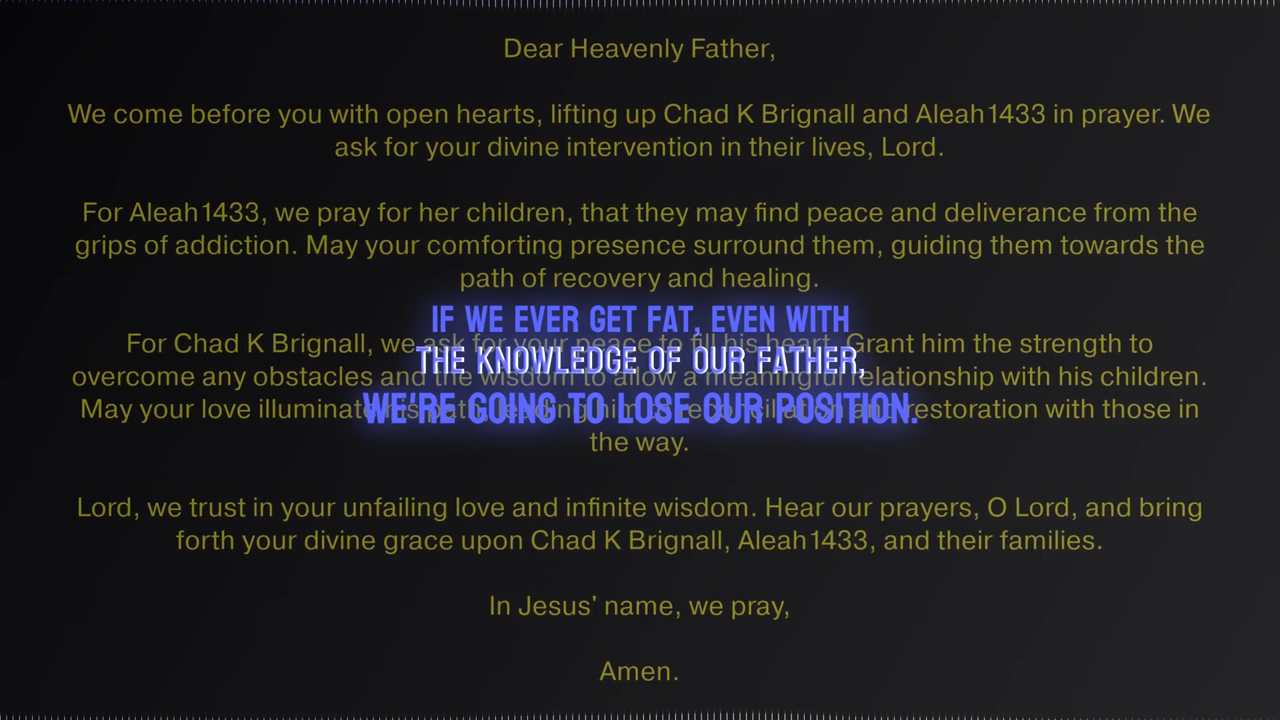 Dear Heavenly Father,
We come before you with open hearts, lifting up Chad K Brignall and Aleah1433 in prayer. We
ask for your divine intervention in their lives, Lord.
For Aleah1433, we pray for her children, that they may find peace and deliverance from the
grips of addiction. May your comforting presence surround them, guiding them towards the
path of recovery and healing.
IF WE EVER GET FAT, EVEN WITH
For Chad K Brignall, we ask for your peace to fill his heart. Grant him the strength to
THE KNOWLEDGE OF OUR FATHER,
overcome any obstacles and the wisdom to allow a meaningful relationship with his children.
WE'RE GOING TO LOSE OUR POSITION.
May your love illuminate his path, leading him to reconciliation and restoration with those in
the way.
Lord, we trust in your unfailing love and infinite wisdom. Hear our prayers, O Lord, and bring
forth your divine grace upon Chad K Brignall, Aleah1433, and their families.
In Jesus' name, we pray,
Amen.